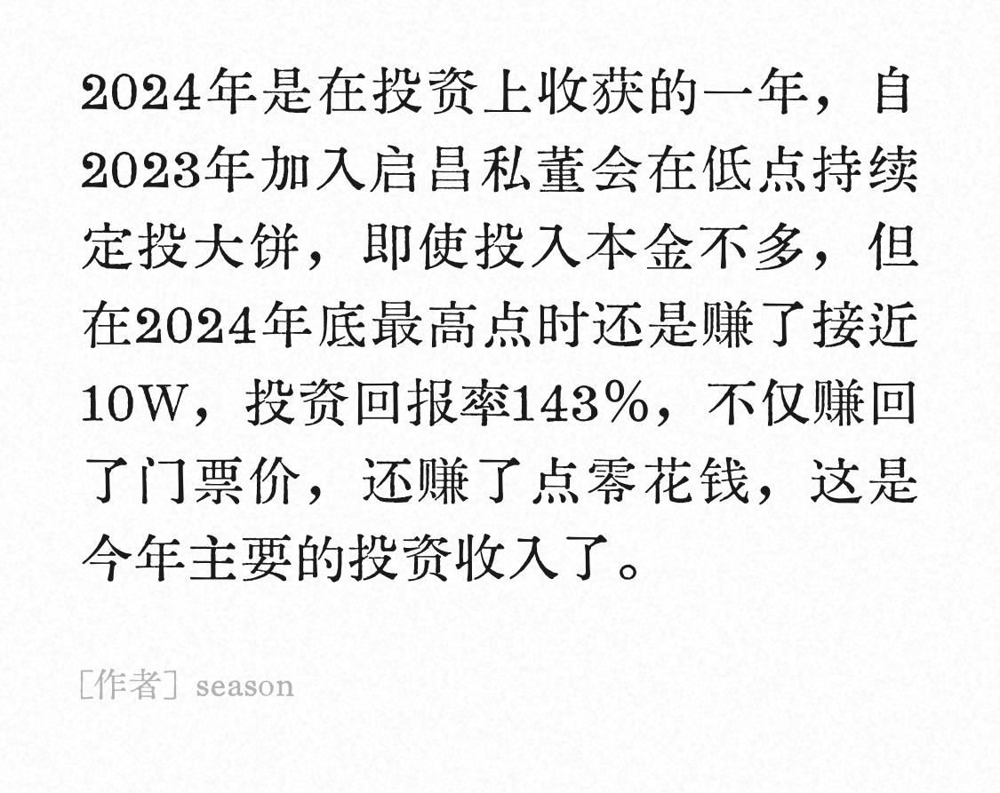 2024年是在投资上收获的一年，自
2023年加入启昌私董会在低点持续
定投大饼，即使投入本金不多，但
在2024年底最高点时还是赚了接近
10W，投资回报率143%，不仅赚回
了门票价，还赚了点零花钱，这是
今年主要的投资收入了。
［作者］season